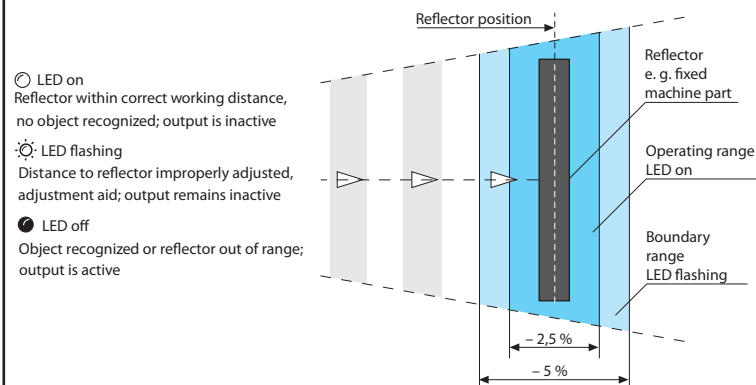 Reflector position
LED on
Reflector within correct working distance,
no object recognized; output is inactive
LED flashing
Distance to reflector improperly adjusted,
adjustment aid; output remains inactive
LED off
Object recognized or reflector out of range;
output is active
Reflector
e. g. fixed
machine part
Operating range
LED on
Boundary
range
LED flashing
– 2,5 %
– 5 %